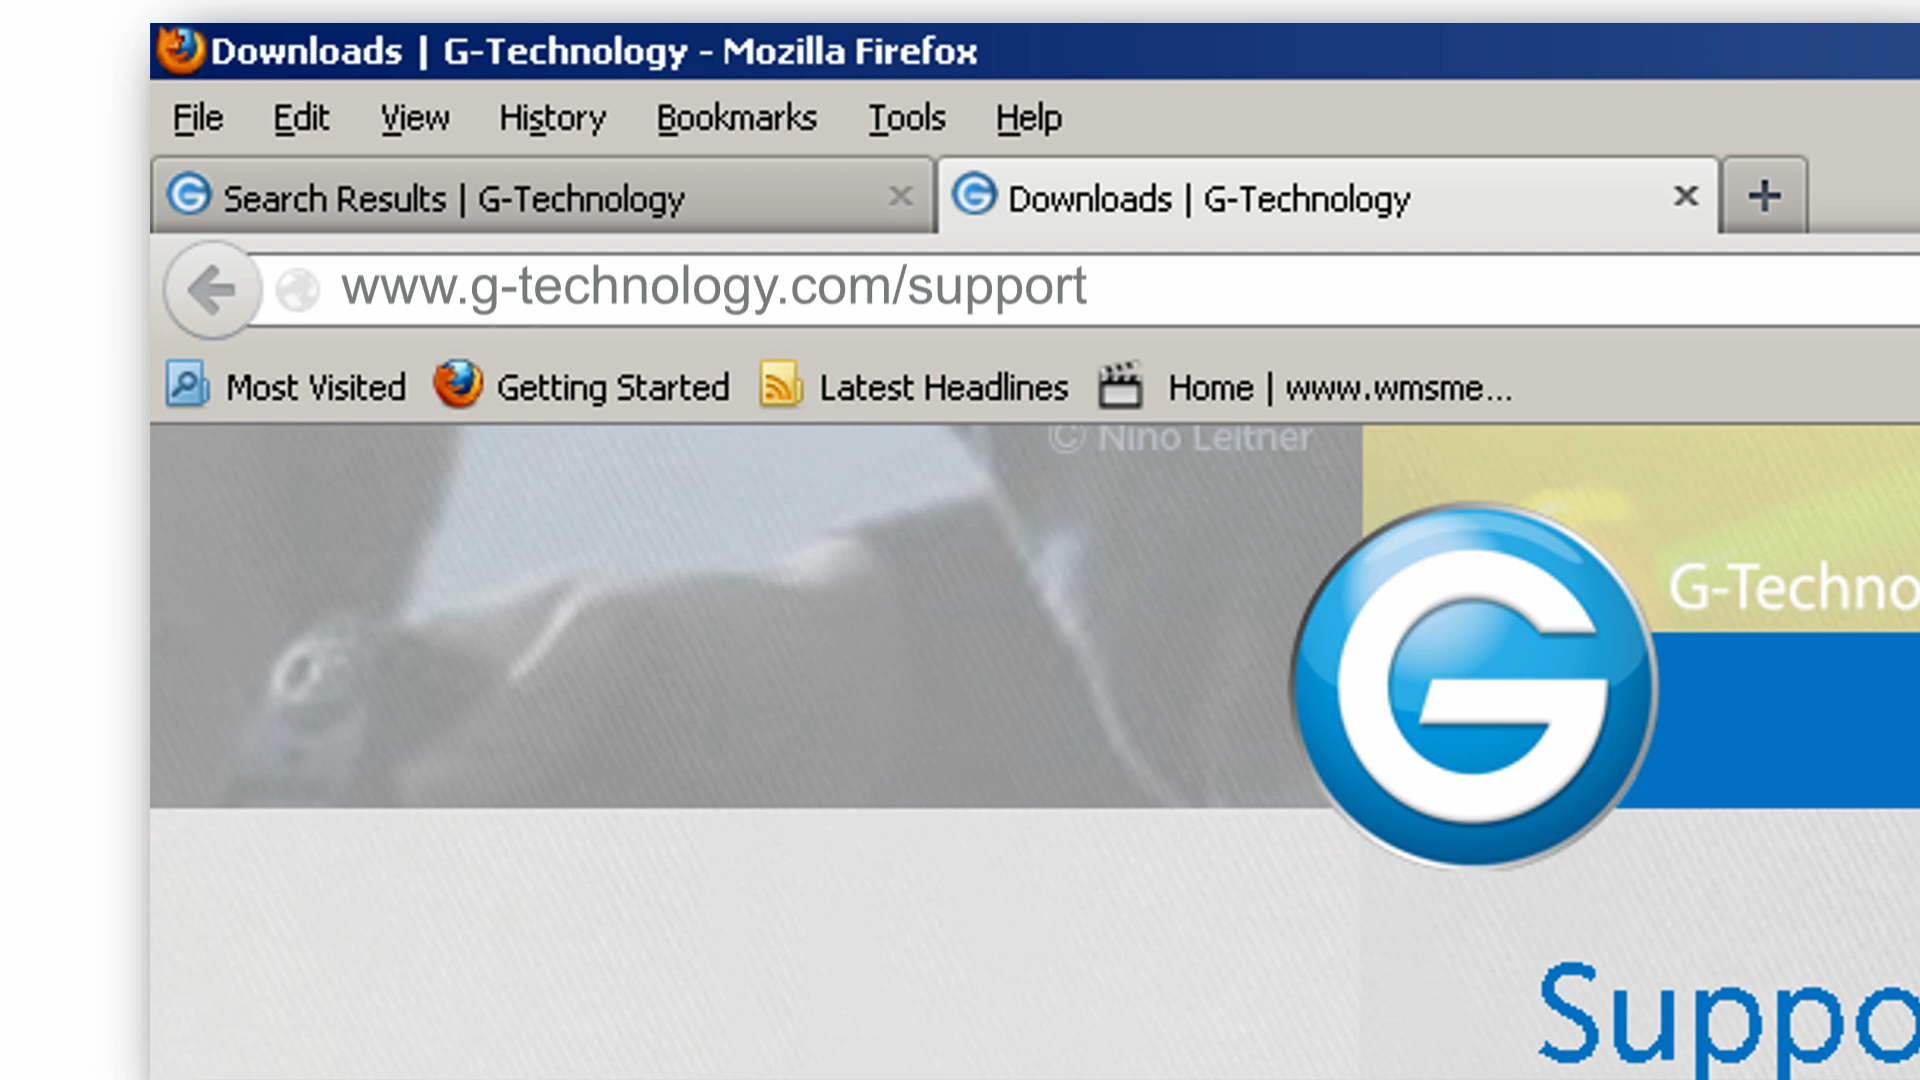 Downloads | G-Technology - Mozilla Firefox
File Edit View History Bookmarks Tools Help
Search Results | G-Technology
Downloads | G-Technology
www.g-technology.com/support
Most Visited Getting Started Latest Headlines Home | www.wmsme...
© Nino Leitner
G-Techno
Suppo